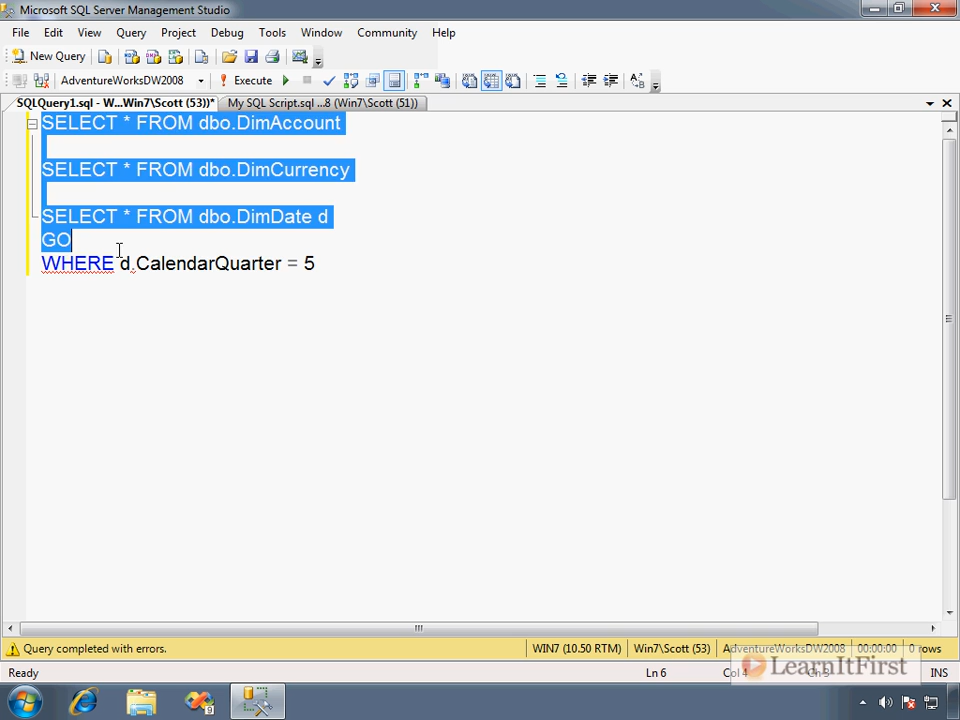 Microsoft SQL Server Management Studio
File Edit View Query Project Debug Tools Window Community Help
New Query
AdventureWorksDW2008 Execute
SQLQuery1.sql - W...Win7\Scott (53))* My SQL Script.sql ...8 (Win7\Scott (51))
SELECT * FROM dbo.DimAccount
SELECT * FROM dbo.DimCurrency
SELECT * FROM dbo.DimDate d
GO
WHERE d.CalendarQuarter = 5
Query completed with errors. WIN7 (10.50 RTM) Win7\Scott (53) AdventureWorksDW2008 00:00:00 0 rows
Ready Ln 6 Col 4 Ch 3 INS
LearnItFirst